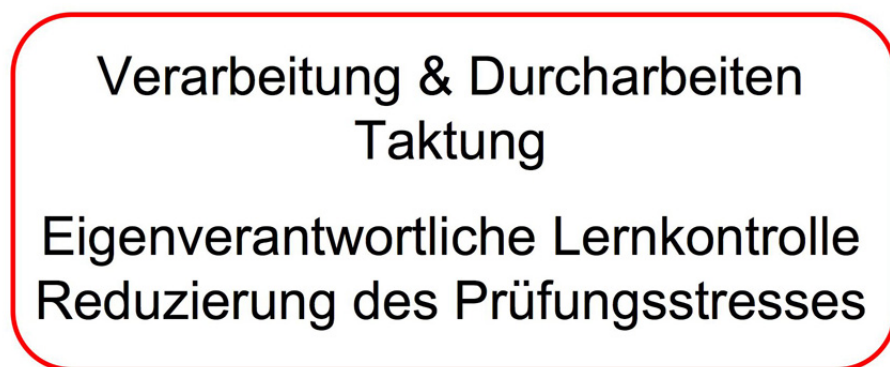 Verarbeitung & Durcharbeiten
Taktung
Eigenverantwortliche Lernkontrolle
Reduzierung des Prüfungsstresses